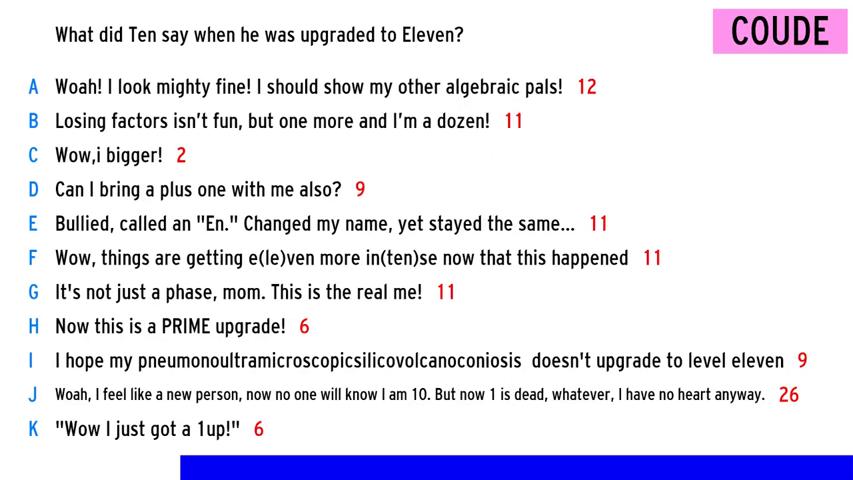 COUDE
What did Ten say when he was upgraded to Eleven?
A Woah! I look mighty fine! I should show my other algebraic pals! 12
B Losing factors isn't fun, but one more and I'm a dozen! 11
C Wow,i bigger! 2
D Can I bring a plus one with me also? 9
E Bullied, called an "En." Changed my name, yet stayed the same... 11
F Wow, things are getting e(le)ven more in(ten)se now that this happened 11
G It's not just a phase, mom. This is the real me! 11
H Now this is a PRIME upgrade! 6
I I hope my pneumonoultramicroscopicsilicovolcanoconiosis doesn't upgrade to level eleven 9
J Woah, I feel like a new person, now no one will know I am 10. But now 1 is dead, whatever, I have no heart anyway. 26
K "Wow I just got a 1up!" 6